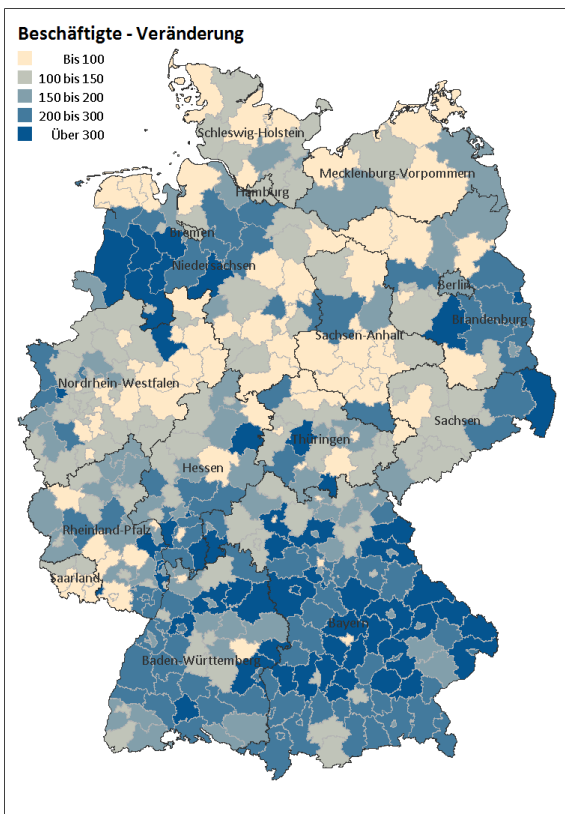 Beschäftigte - Veränderung
Bis 100
100 bis 150
150 bis 200
200 bis 300
Über 300
Schleswig-Holstein
Mecklenburg-Vorpommern
Hamburg
Bremen
Niedersachsen
Berlin
Brandenburg
Sachsen-Anhalt
Nordrhein-Westfalen
Sachsen
Thüringen
Hessen
Rheinland-Pfalz
Saarland
Bayern
Baden-Württemberg